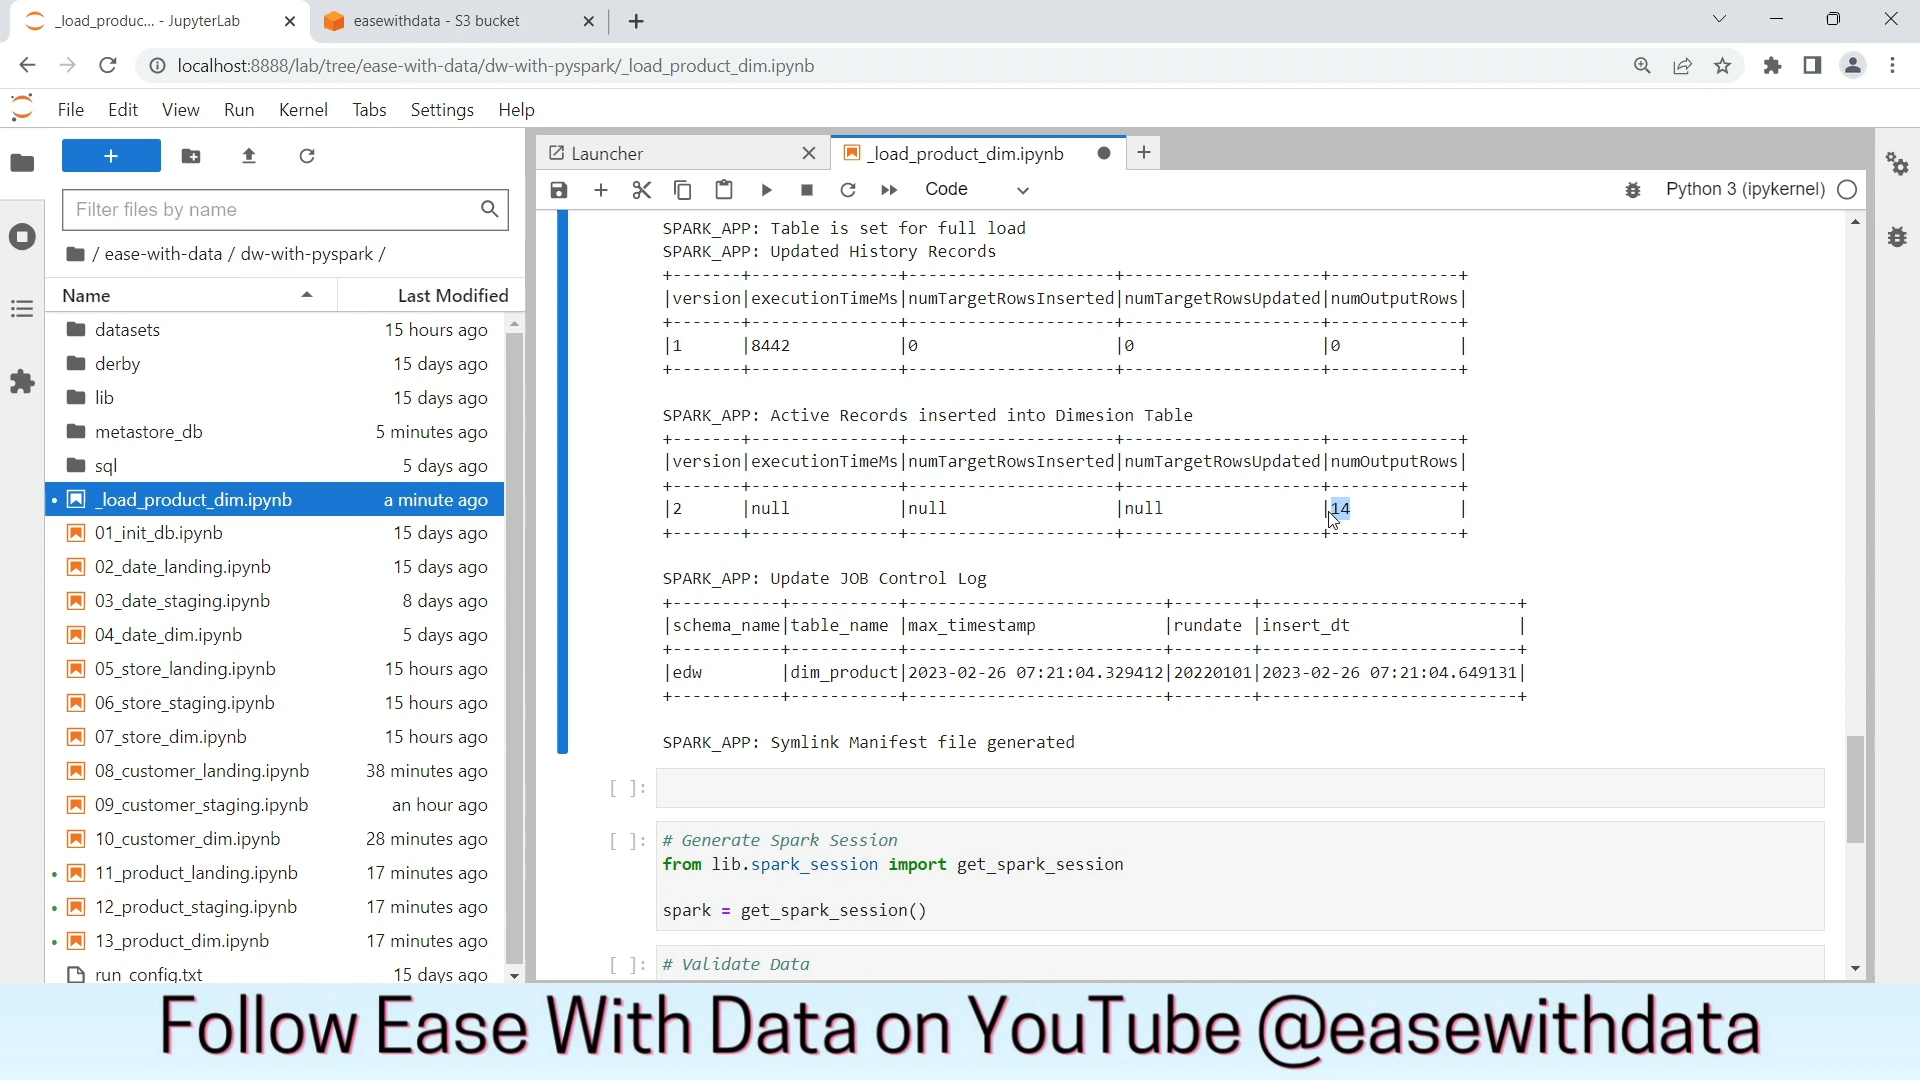 _load_produc... - JupyterLab
easewithdata - S3 bucket
localhost:8888/lab/tree/ease-with-data/dw-with-pyspark/_load_product_dim.ipynb
File Edit View Run Kernel Tabs Settings Help
Launcher
_load_product_dim.ipynb
Code
Python 3 (ipykernel)
Filter files by name
/ ease-with-data / dw-with-pyspark /
Name Last Modified
datasets 15 hours ago
derby 15 days ago
lib 15 days ago
metastore_db 5 minutes ago
sql 5 days ago
_load_product_dim.ipynb a minute ago
01_init_db.ipynb 15 days ago
02_date_landing.ipynb 15 days ago
03_date_staging.ipynb 8 days ago
04_date_dim.ipynb 5 days ago
05_store_landing.ipynb 15 hours ago
06_store_staging.ipynb 15 hours ago
07_store_dim.ipynb 15 hours ago
08_customer_landing.ipynb 38 minutes ago
09_customer_staging.ipynb an hour ago
10_customer_dim.ipynb 28 minutes ago
11_product_landing.ipynb 17 minutes ago
12_product_staging.ipynb 17 minutes ago
13_product_dim.ipynb 17 minutes ago
run_config.txt 15 days ago
SPARK_APP: Table is set for full load
SPARK_APP: Updated History Records
+-------+---------------+---------------------+--------------------+-------------+
|version|executionTimeMs|numTargetRowsInserted|numTargetRowsUpdated|numOutputRows|
+-------+---------------+---------------------+--------------------+-------------+
|1 |8442 |0 |0 |0 |
+-------+---------------+---------------------+--------------------+-------------+
SPARK_APP: Active Records inserted into Dimesion Table
+-------+---------------+---------------------+--------------------+-------------+
|version|executionTimeMs|numTargetRowsInserted|numTargetRowsUpdated|numOutputRows|
+-------+---------------+---------------------+--------------------+-------------+
|2 |null |null |null |14 |
+-------+---------------+---------------------+--------------------+-------------+
SPARK_APP: Update JOB Control Log
+-----------+-----------+--------------------------+--------+--------------------------+
|schema_name|table_name |max_timestamp |rundate |insert_dt |
+-----------+-----------+--------------------------+--------+--------------------------+
|edw |dim_product|2023-02-26 07:21:04.329412|20220101|2023-02-26 07:21:04.649131|
+-----------+-----------+--------------------------+--------+--------------------------+
SPARK_APP: Symlink Manifest file generated
[ ]:
[ ]: # Generate Spark Session
from lib.spark_session import get_spark_session
spark = get_spark_session()
[ ]: # Validate Data
Follow Ease With Data on YouTube @easewithdata